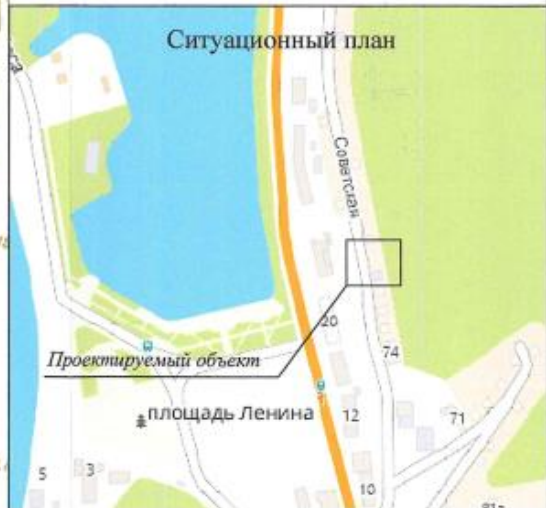 Ситуационный план
Советская
20
Проектируемый объект
74
площадь Ленина
12
71
5
3
10